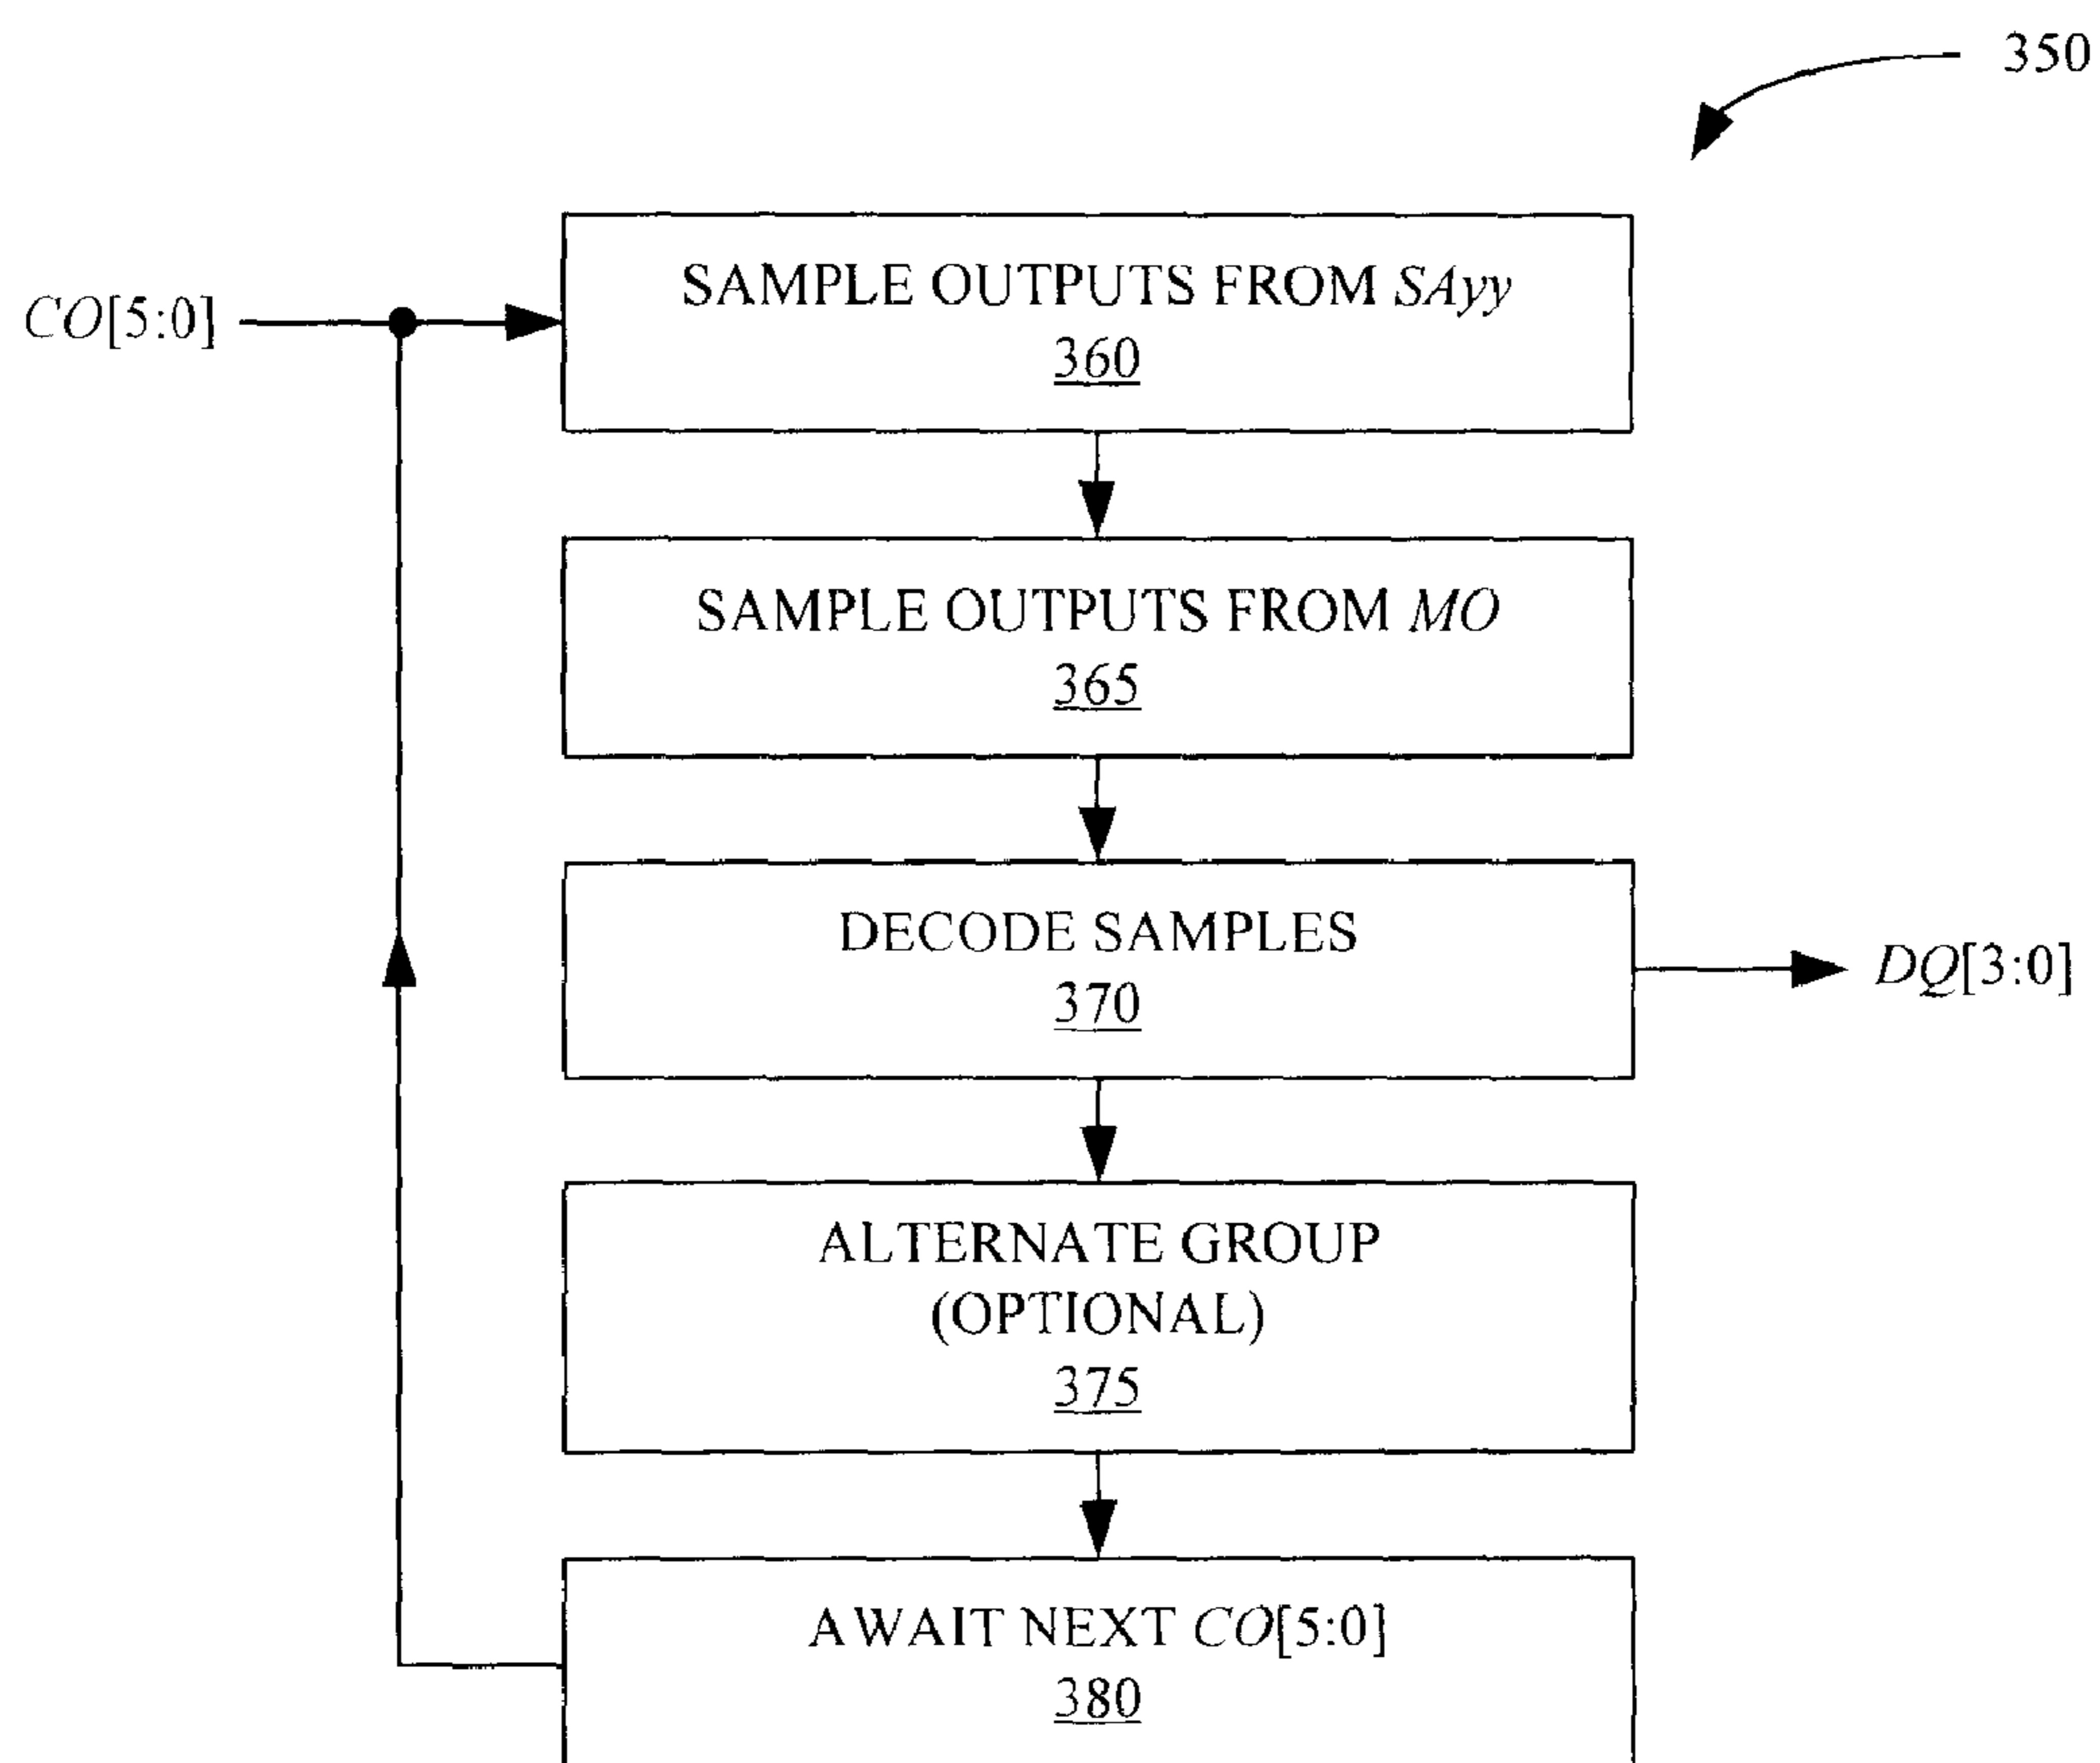 350
CO[5:0]
SAMPLE OUTPUTS FROM SAyy
360
SAMPLE OUTPUTS FROM MO
365
DECODE SAMPLES
370
DQ[3:0]
ALTERNATE GROUP
(OPTIONAL)
375
AWAIT NEXT CO[5:0]
380